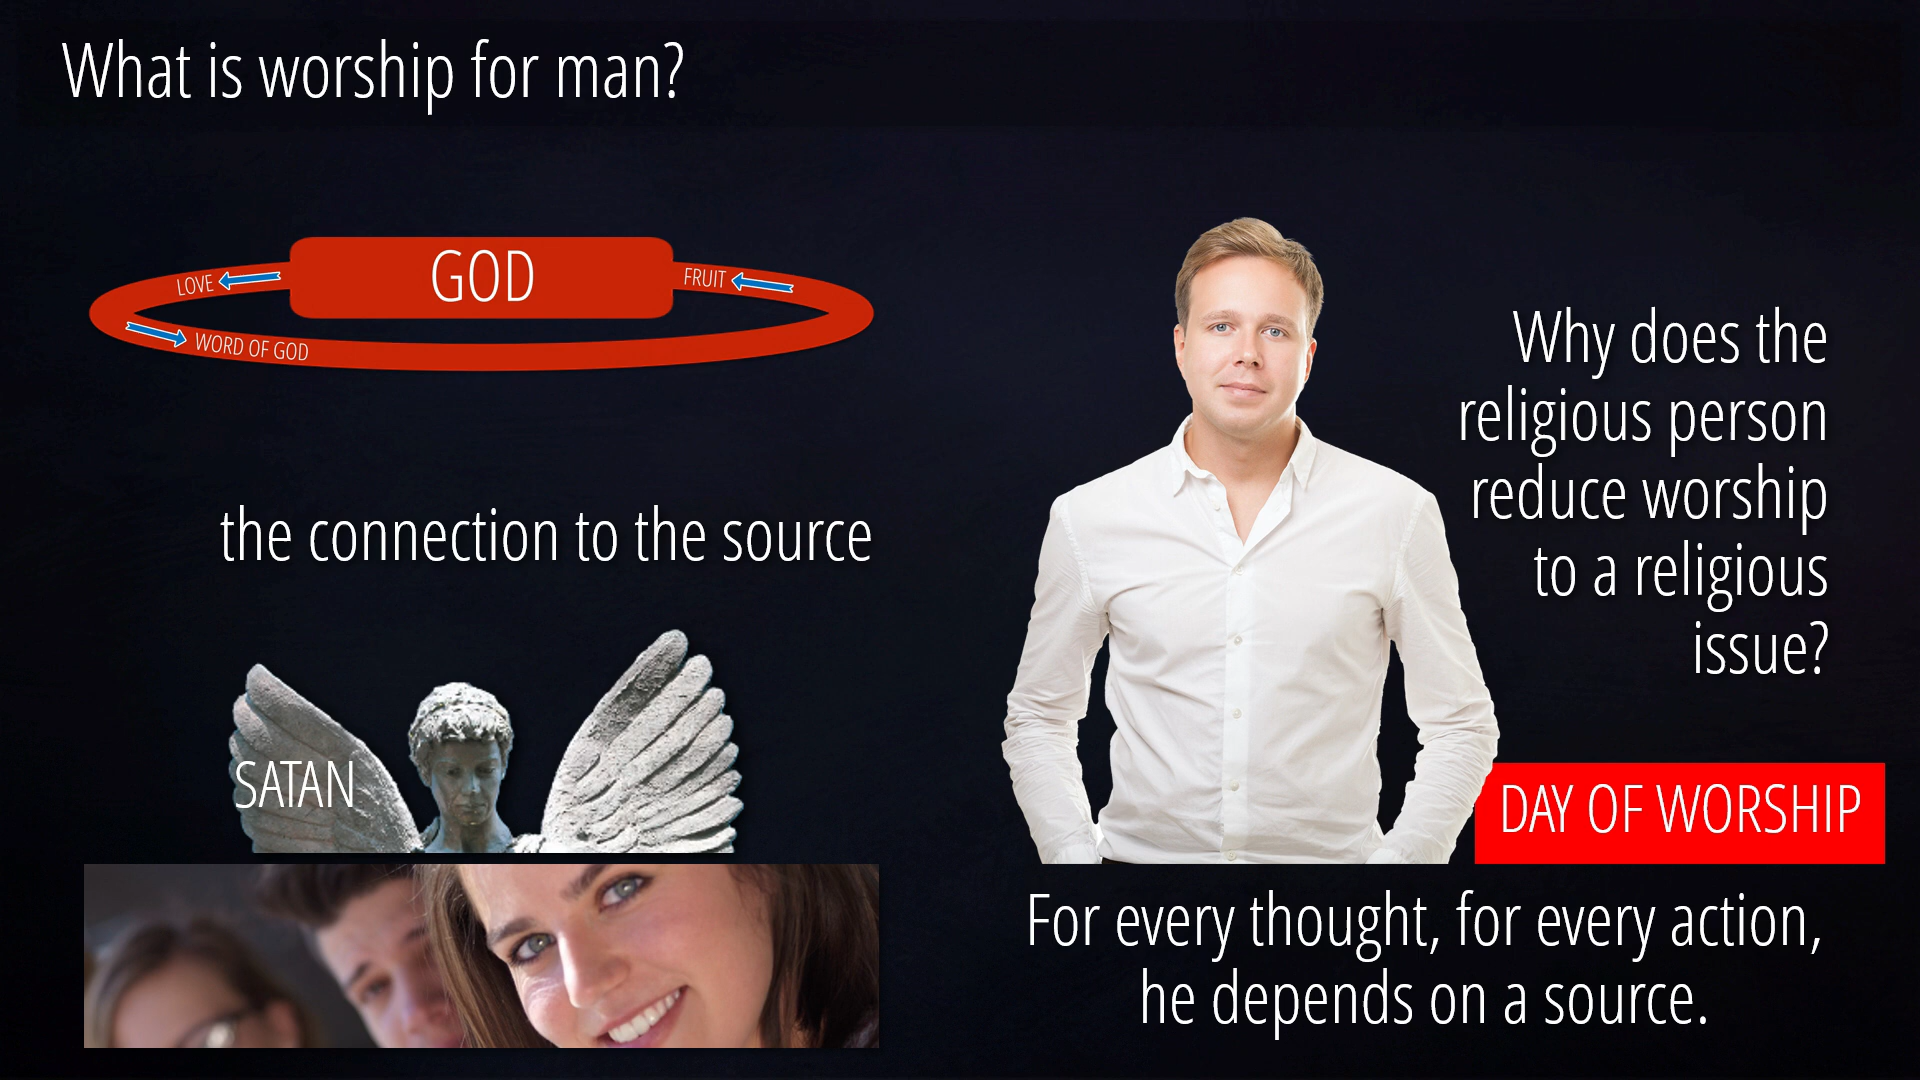 What is worship for man?
GOD
LOVE
FRUIT
WORD OF GOD
the connection to the source
SATAN
Why does the
religious person
reduce worship
to a religious
issue?
DAY OF WORSHIP
For every thought, for every action,
he depends on a source.